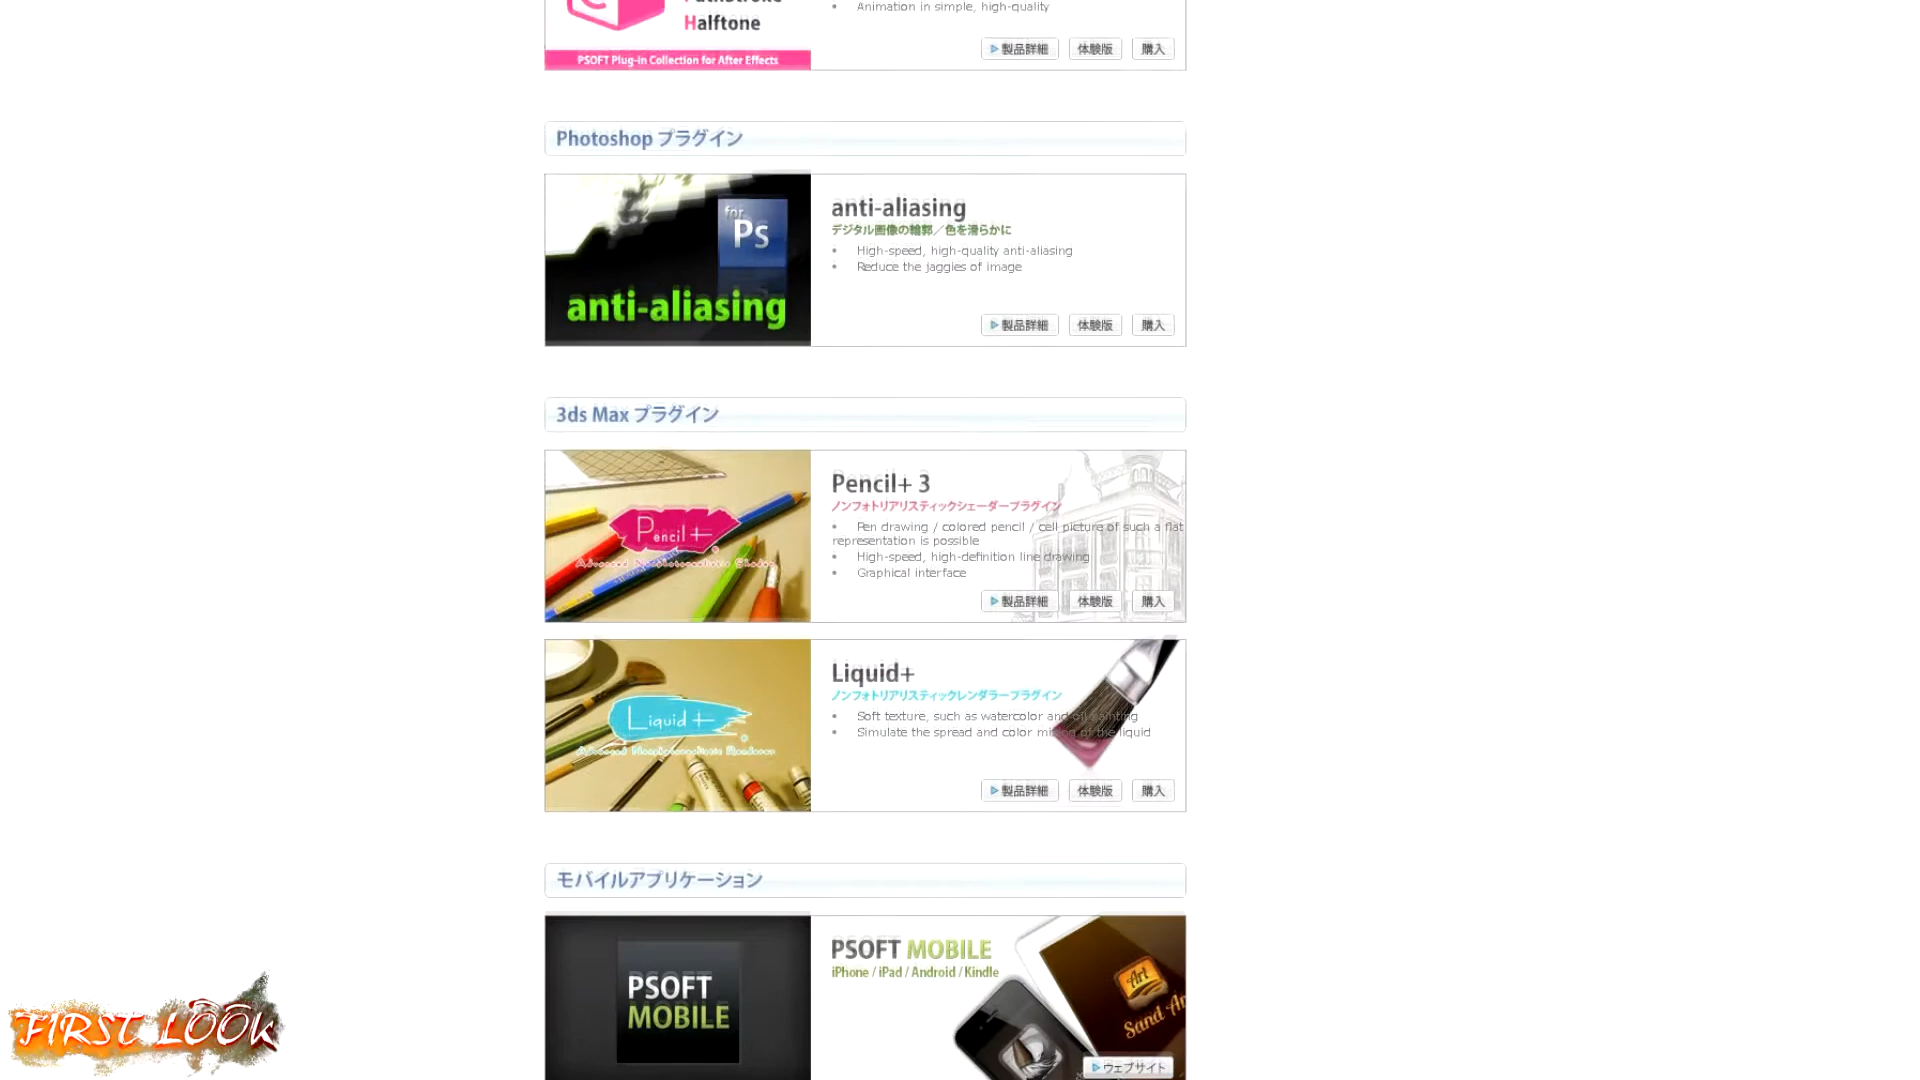 Halftone
PSOFT Plug-in Collection for After Effects
• Animation in simple, high-quality
製品詳細 体験版 購入
Photoshop プラグイン
for
Ps
anti-aliasing
anti-aliasing
デジタル画像の輪郭／色を滑らかに
• High-speed, high-quality anti-aliasing
• Reduce the jaggies of image
製品詳細 体験版 購入
3ds Max プラグイン
Pencil+
Advanced Nonphotorealistic Shader
Pencil+ 3
ノンフォトリアリスティックシェーダープラグイン
• Pen drawing / colored pencil / cell picture of such a flat
representation is possible
• High-speed, high-definition line drawing
• Graphical interface
製品詳細 体験版 購入
Liquid+
Advanced Nonphotorealistic Renderer
Liquid+
ノンフォトリアリスティックレンダラープラグイン
• Soft texture, such as watercolor and oil painting
• Simulate the spread and color mixing of the liquid
製品詳細 体験版 購入
モバイルアプリケーション
PSOFT
MOBILE
PSOFT MOBILE
iPhone / iPad / Android / Kindle
Art
Sand Ar
ウェブサイト
FIRST LOOK